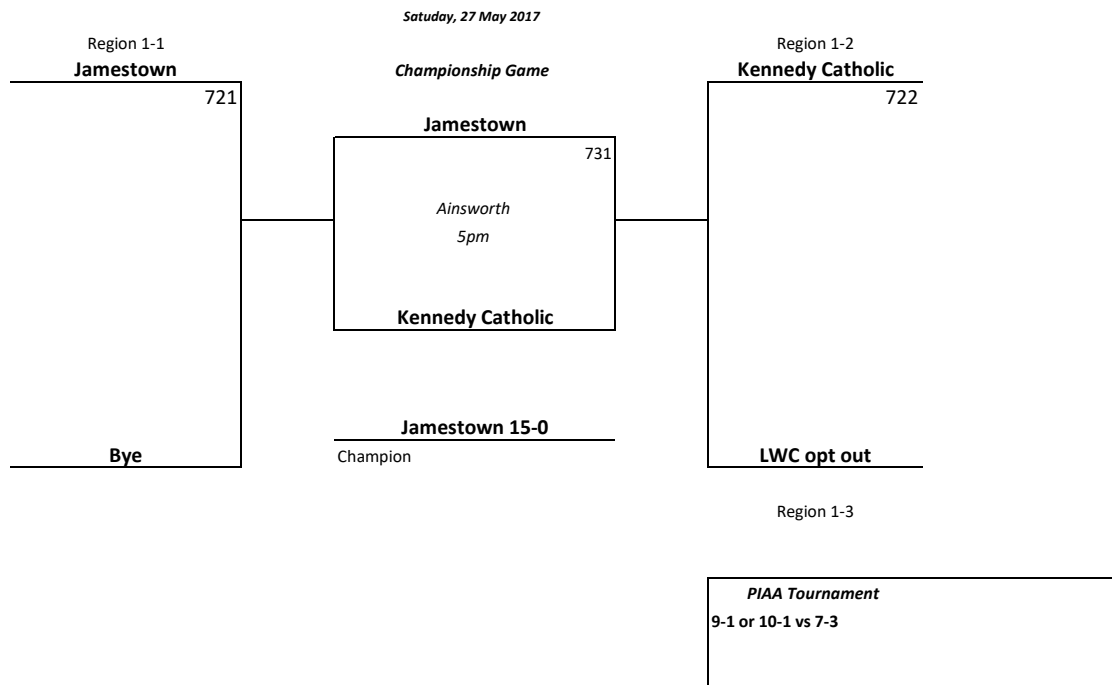 Satuday, 27 May 2017
Region 1-1
Region 1-2
Jamestown
Championship Game
Kennedy Catholic
721
722
Jamestown
731
Ainsworth
5pm
Kennedy Catholic
Jamestown 15-0
Bye
Champion
LWC opt out
Region 1-3
PIAA Tournament
9-1 or 10-1 vs 7-3